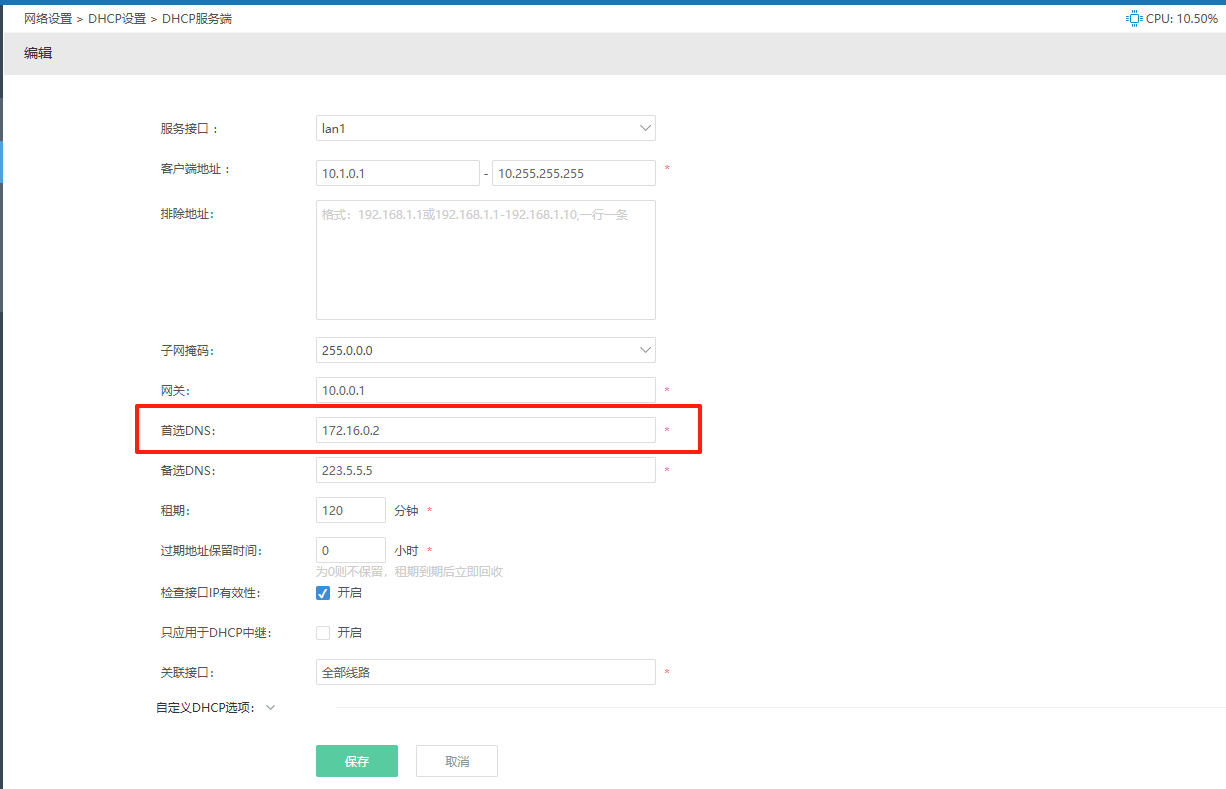 网络设置 > DHCP设置 > DHCP服务端
CPU: 10.50%
编辑
服务接口 : lan1
客户端地址 : 10.1.0.1 - 10.255.255.255 *
排除地址: 格式：192.168.1.1或192.168.1.1-192.168.1.10,一行一条
子网掩码: 255.0.0.0
网关: 10.0.0.1 *
首选DNS: 172.16.0.2 *
备选DNS: 223.5.5.5 *
租期: 120 分钟 *
过期地址保留时间: 0 小时 *
为0则不保留，租期到期后立即回收
检查接口IP有效性: 开启
只应用于DHCP中继: 开启
关联接口: 全部线路 *
自定义DHCP选项:
保存 取消